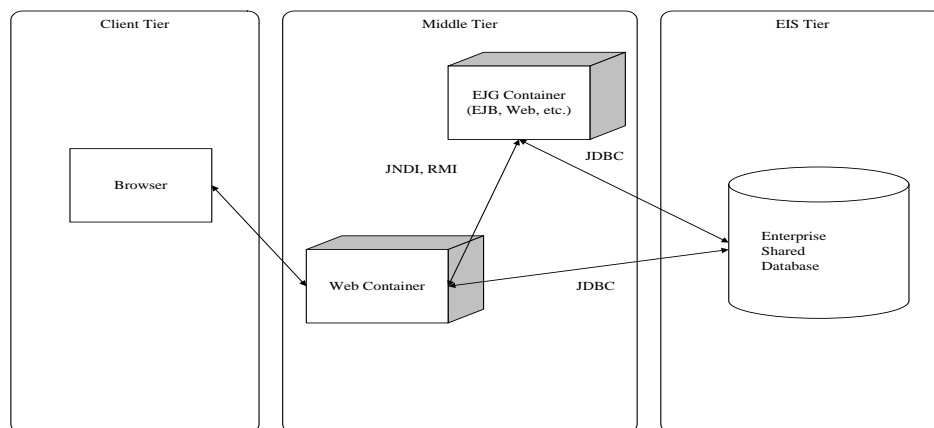 Client Tier
Middle Tier
EIS Tier
EJG Container
(EJB, Web, etc.)
JDBC
JNDI, RMI
Browser
Enterprise
Shared
Database
Web Container
JDBC